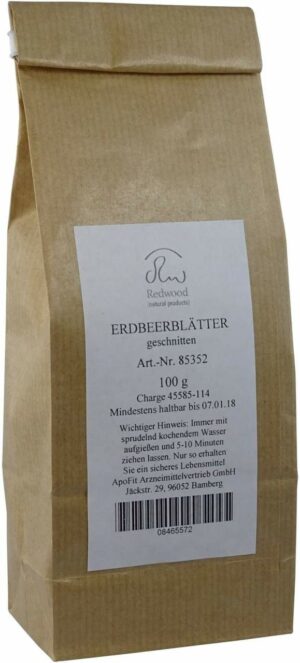 Redwood
[natural products]
ERDBEERBLÄTTER
geschnitten
Art.-Nr. 85352
100 g
Charge 45585-114
Mindestens haltbar bis 07.01.18
Wichtiger Hinweis: Immer mit
sprudelnd kochendem Wasser
aufgießen und 5-10 Minuten
ziehen lassen. Nur so erhalten
Sie ein sicheres Lebensmittel
ApoFit Arzneimittelvertrieb GmbH
Jäckstr. 29, 96052 Bamberg
06465572